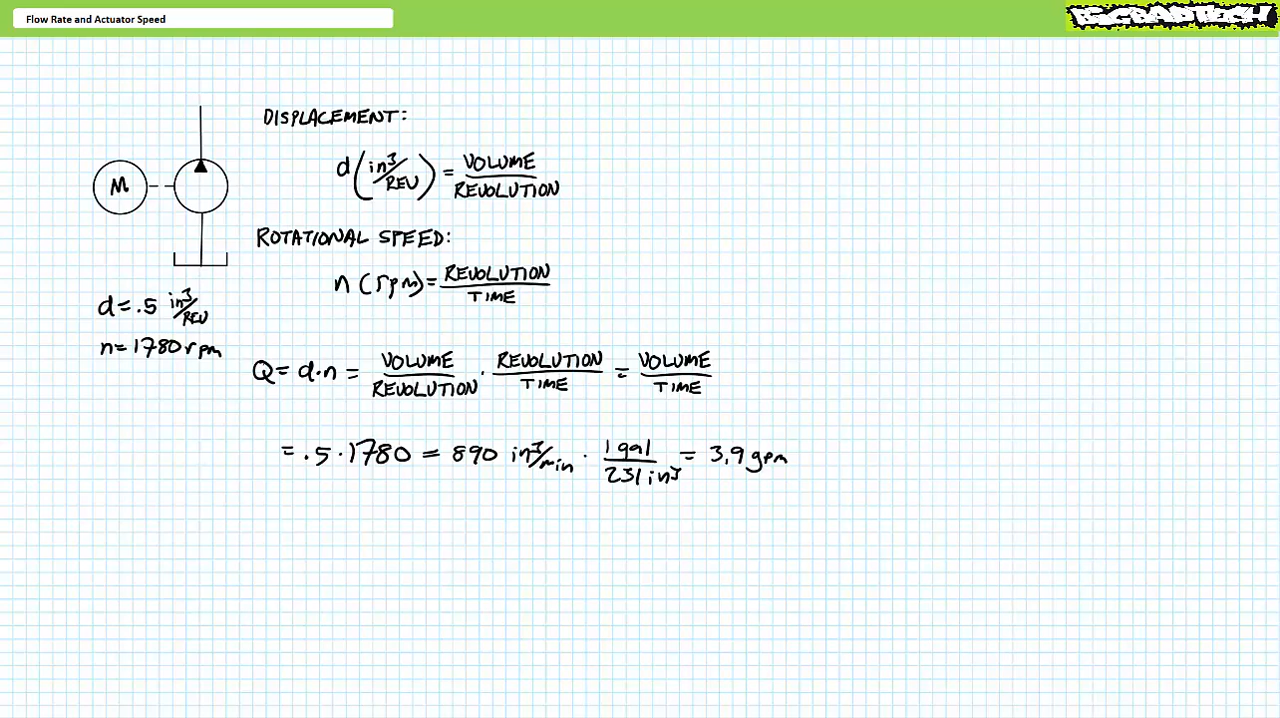 Flow Rate and Actuator Speed
BIGBADTECH
DISPLACEMENT:
d (in³/REV) = VOLUME/REVOLUTION
M
ROTATIONAL SPEED:
n (rpm) = REVOLUTION/TIME
d = .5 in³/REV
n = 1780 rpm
Q = d·n = VOLUME/REVOLUTION · REVOLUTION/TIME = VOLUME/TIME
= .5 · 1780 = 890 in³/min · 1 gal/231 in³ = 3.9 gpm